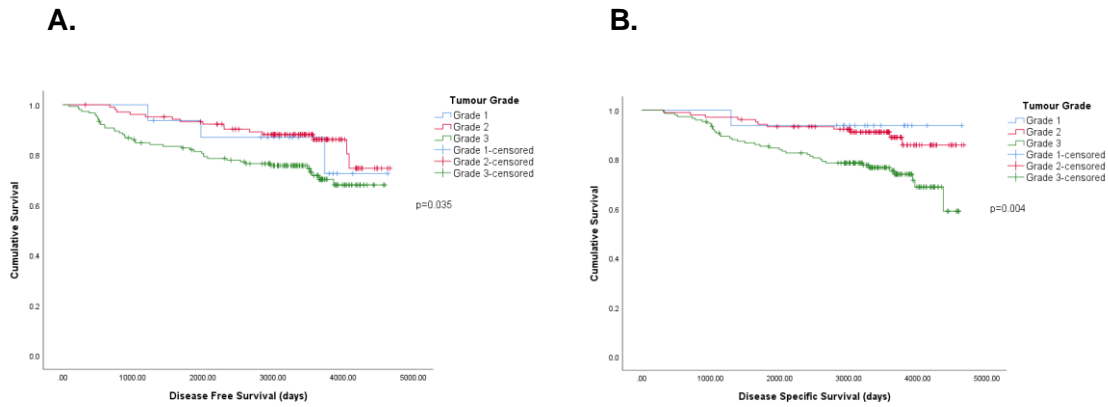 A.
B.
Tumour Grade
Grade 1
Grade 2
Grade 3
Grade 1-censored
Grade 2-censored
Grade 3-censored
p=0.035
Cumulative Survival
1.0
0.8
0.6
0.4
0.2
0.0
.00 1000.00 2000.00 3000.00 4000.00 5000.00
Disease Free Survival (days)
Tumour Grade
Grade 1
Grade 2
Grade 3
Grade 1-censored
Grade 2-censored
Grade 3-censored
p=0.004
Cumulative Survival
1.0
0.8
0.6
0.4
0.2
0.0
.00 1000.00 2000.00 3000.00 4000.00 5000.00
Disease Specific Survival (days)